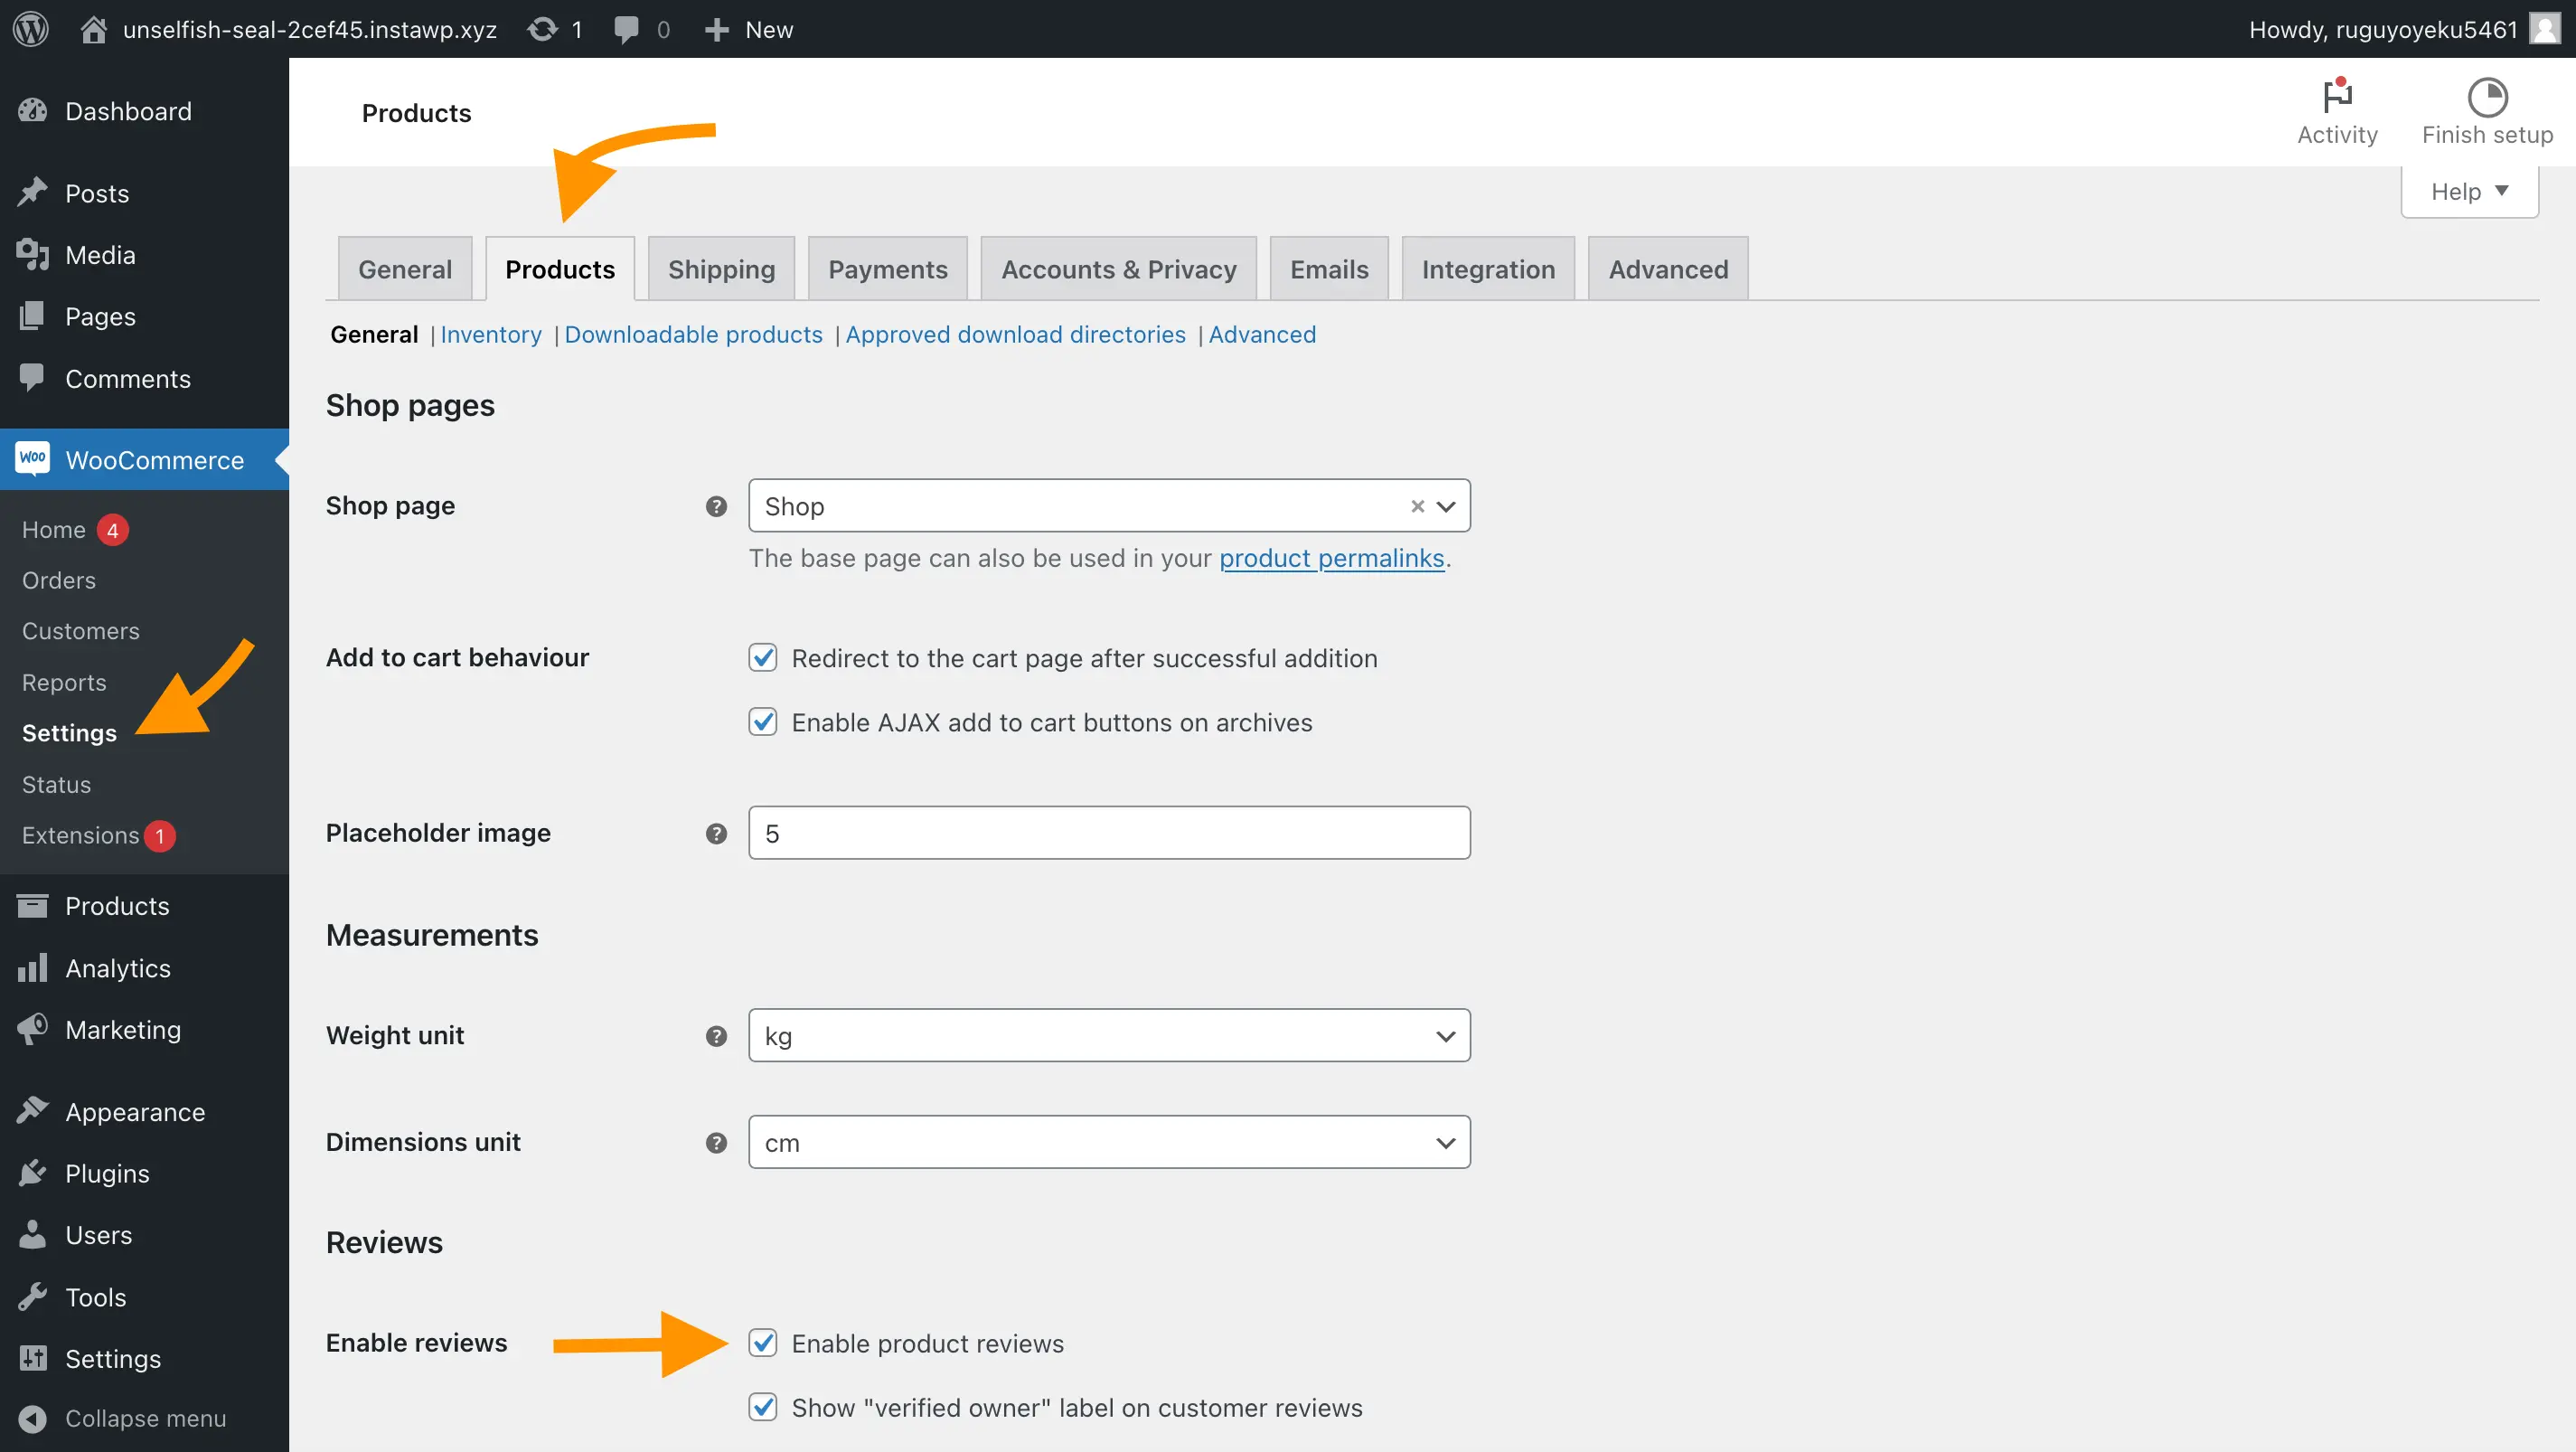 unselfish-seal-2cef45.instawp.xyz 1 0 New Howdy, ruguyoyeku5461
Dashboard
Posts
Media
Pages
Comments
Woo WooCommerce
Home 4
Orders
Customers
Reports
Settings
Status
Extensions 1
Products
Analytics
Marketing
Appearance
Plugins
Users
Tools
Settings
Collapse menu
Products
Activity
Finish setup
Help
General Products Shipping Payments Accounts & Privacy Emails Integration Advanced
General | Inventory | Downloadable products | Approved download directories | Advanced
Shop pages
Shop page ? Shop ×
The base page can also be used in your product permalinks.
Add to cart behaviour Redirect to the cart page after successful addition
Enable AJAX add to cart buttons on archives
Placeholder image ? 5
Measurements
Weight unit ? kg
Dimensions unit ? cm
Reviews
Enable reviews Enable product reviews
Show "verified owner" label on customer reviews